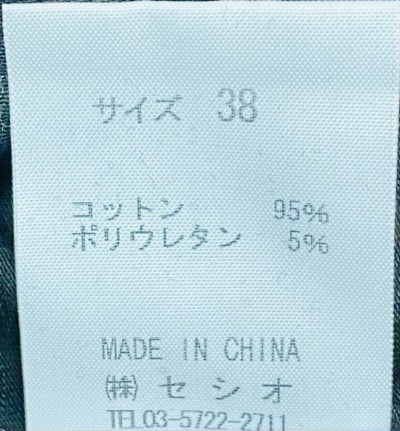 サイズ 38
コットン 95%
ポリウレタン 5%
MADE IN CHINA
㈱ セシオ
TEL03-5722-2711